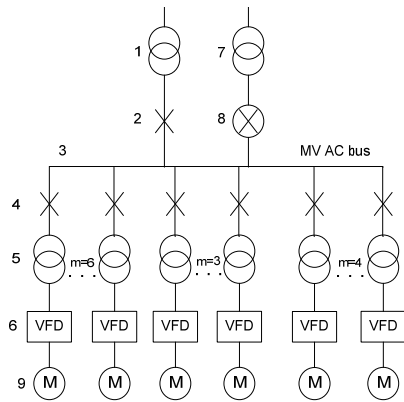 1
7
2
8
3
MV AC bus
4
5
m=6
m=3
m=4
. . .
. . .
. . .
6
VFD
VFD
VFD
VFD
VFD
VFD
9
M
M
M
M
M
M